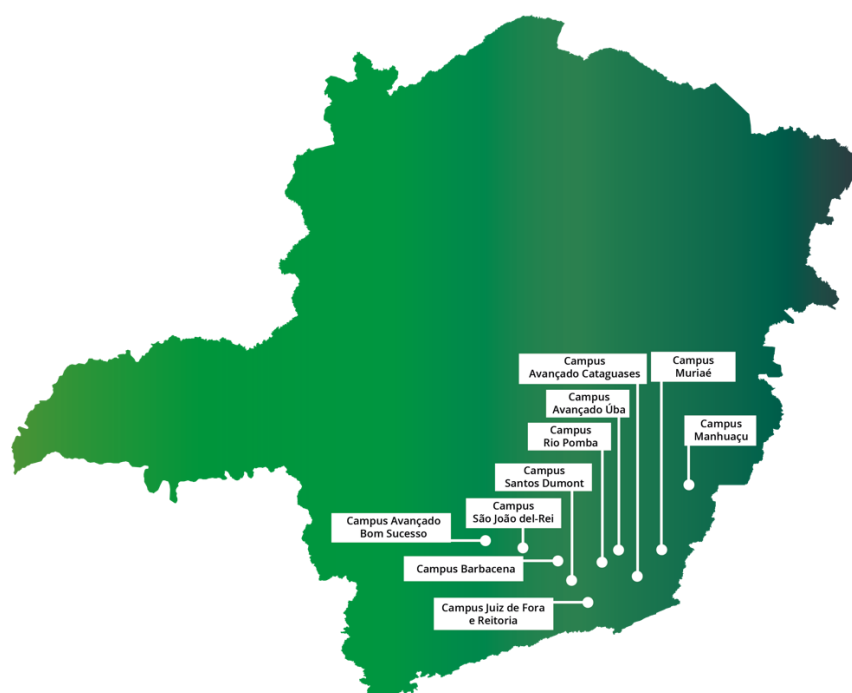 Campus
Avançado Cataguases
Campus
Muriaé
Campus
Avançado Úba
Campus
Rio Pomba
Campus
Manhuaçu
Campus
Santos Dumont
Campus
São João del-Rei
Campus Avançado
Bom Sucesso
Campus Barbacena
Campus Juiz de Fora
e Reitoria